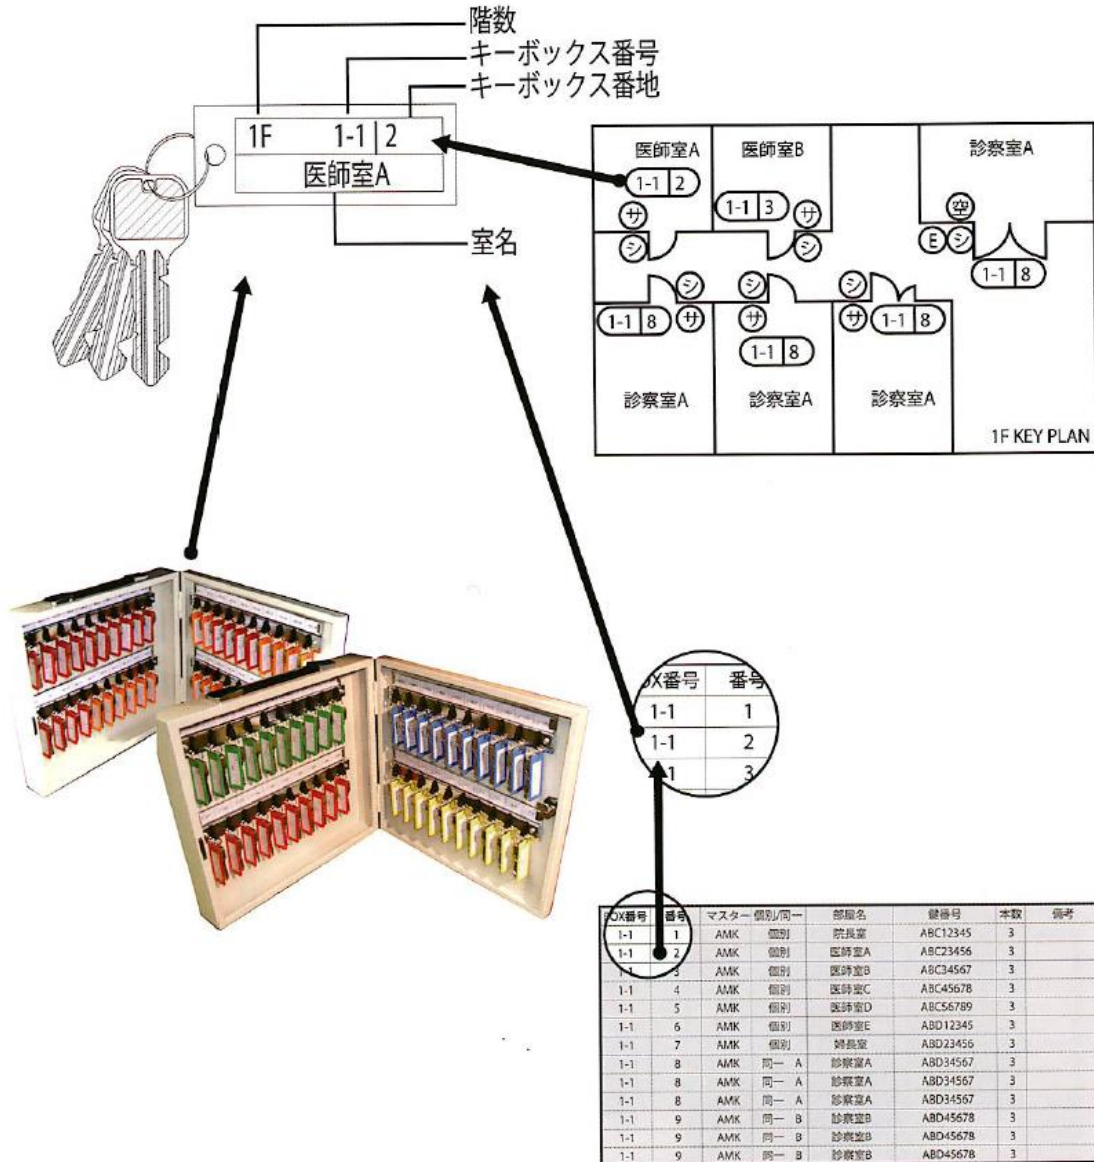 階数
キーボックス番号
キーボックス番地
1F 1-1 2
医師室A
室名
医師室A 医師室B 診察室A
1-1 2
1-1 3
サ サ 空
シ シ E シ
1-1 8
シ シ シ
1-1 8 サ サ サ 1-1 8
1-1 8
診察室A 診察室A 診察室A
1F KEY PLAN
OX番号 番号
1-1 1
1-1 2
-1 3
OX番号 番号 マスター 個別/同一 部屋名 鍵番号 本数 備考
1-1 1 AMK 個別 院長室 ABC12345 3
1-1 2 AMK 個別 医師室A ABC23456 3
1-1 3 AMK 個別 医師室B ABC34567 3
1-1 4 AMK 個別 医師室C ABC45678 3
1-1 5 AMK 個別 医師室D ABC56789 3
1-1 6 AMK 個別 医師室E ABD12345 3
1-1 7 AMK 個別 婦長室 ABD23456 3
1-1 8 AMK 同一 A 診察室A ABD34567 3
1-1 8 AMK 同一 A 診察室A ABD34567 3
1-1 8 AMK 同一 A 診察室A ABD34567 3
1-1 9 AMK 同一 B 診察室B ABD45678 3
1-1 9 AMK 同一 B 診察室B ABD45678 3
1-1 9 AMK 同一 B 診察室B ABD45678 3